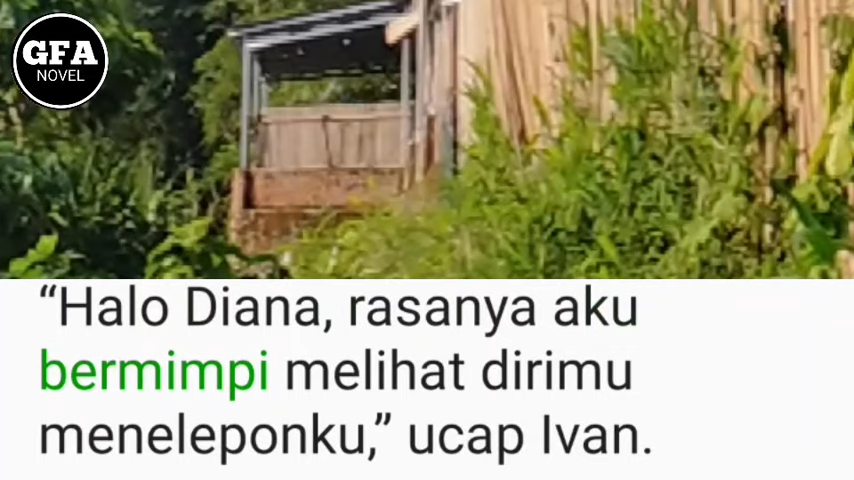 GFA
NOVEL
“Halo Diana, rasanya aku
bermimpi melihat dirimu
meneleponku,” ucap Ivan.